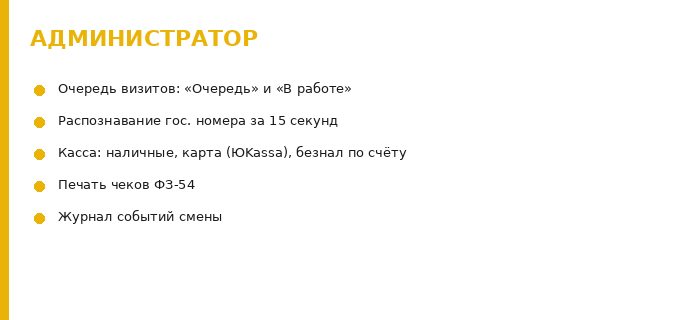 АДМИНИСТРАТОР
Очередь визитов: «Очередь» и «В работе»
Распознавание гос. номера за 15 секунд
Касса: наличные, карта (ЮKassa), безнал по счёту
Печать чеков ФЗ-54
Журнал событий смены